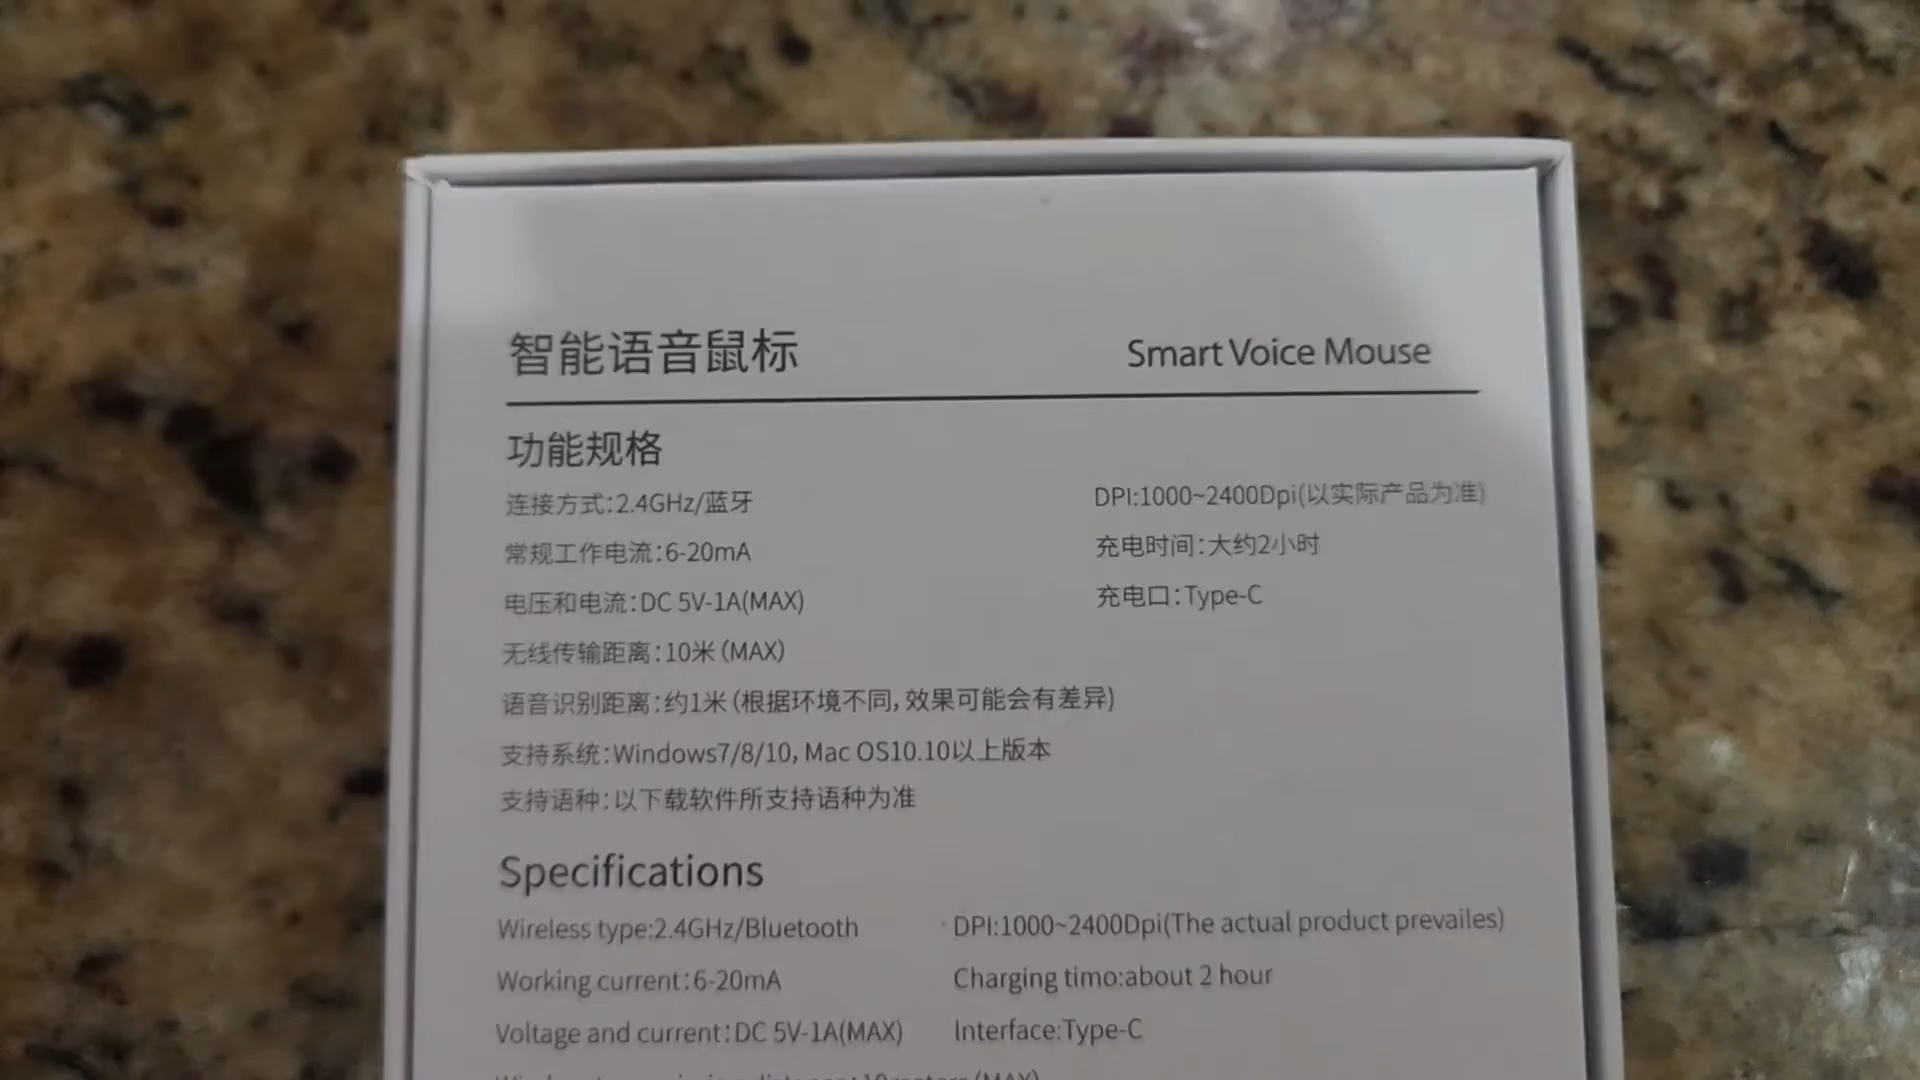 智能语音鼠标
Smart Voice Mouse
功能规格
连接方式:2.4GHz/蓝牙
DPI:1000~2400Dpi(以实际产品为准)
常规工作电流:6-20mA
充电时间:大约2小时
电压和电流:DC 5V-1A(MAX)
充电口:Type-C
无线传输距离:10米(MAX)
语音识别距离:约1米(根据环境不同,效果可能会有差异)
支持系统:Windows7/8/10, Mac OS10.10以上版本
支持语种:以下载软件所支持语种为准
Specifications
Wireless type:2.4GHz/Bluetooth
DPI:1000~2400Dpi(The actual product prevailes)
Working current:6-20mA
Charging timo:about 2 hour
Voltage and current:DC 5V-1A(MAX)
Interface:Type-C